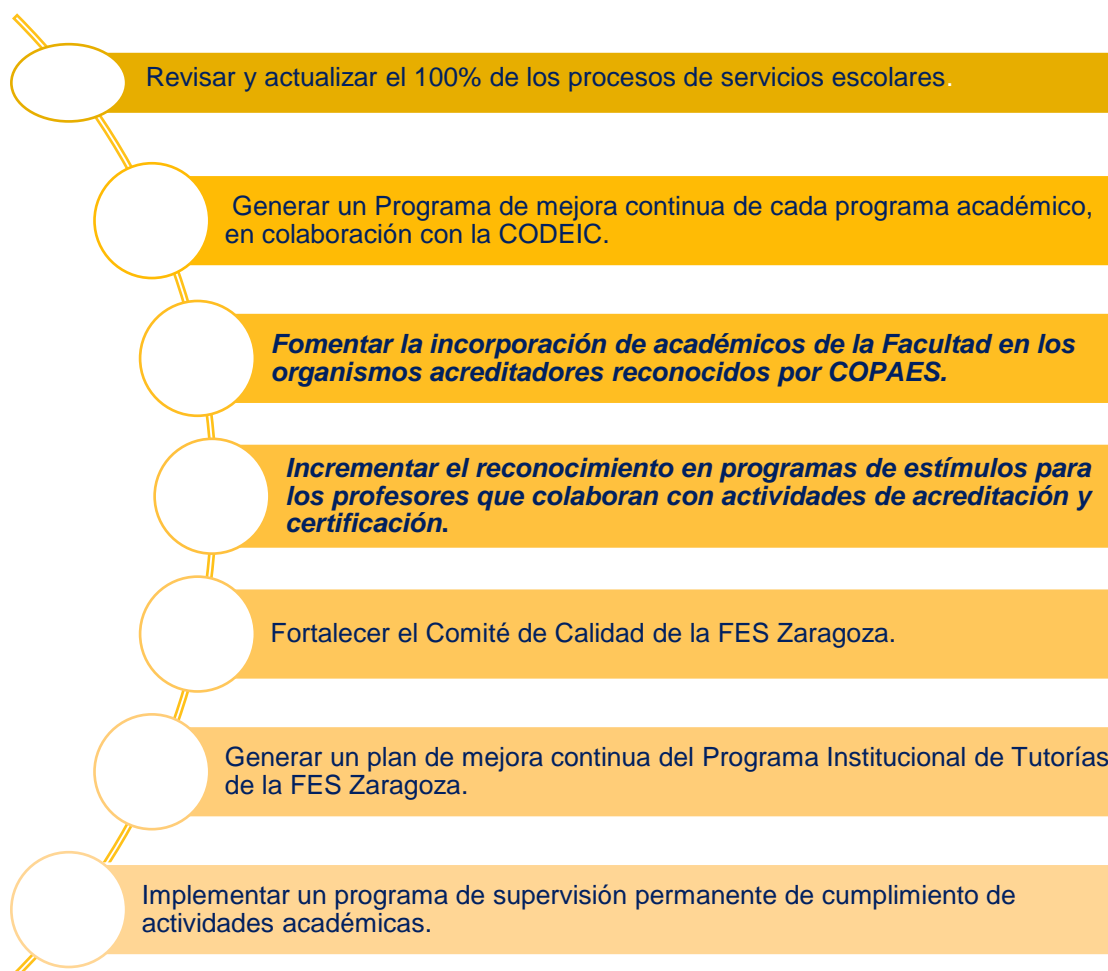 Revisar y actualizar el 100% de los procesos de servicios escolares.
Generar un Programa de mejora continua de cada programa académico,
en colaboración con la CODEIC.
Fomentar la incorporación de académicos de la Facultad en los
organismos acreditadores reconocidos por COPAES.
Incrementar el reconocimiento en programas de estímulos para
los profesores que colaboran con actividades de acreditación y
certificación.
Fortalecer el Comité de Calidad de la FES Zaragoza.
Generar un plan de mejora continua del Programa Institucional de Tutorías
de la FES Zaragoza.
Implementar un programa de supervisión permanente de cumplimiento de
actividades académicas.